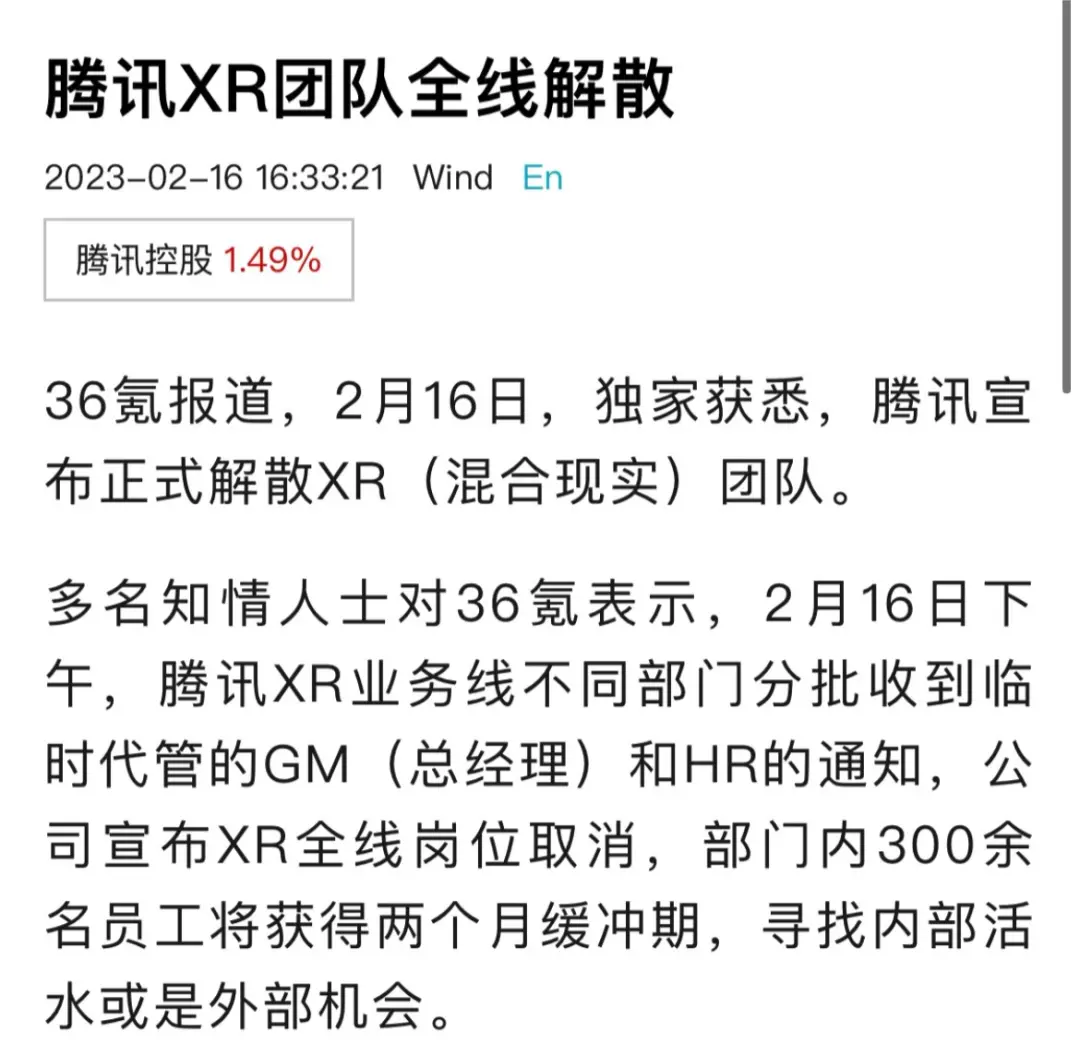 腾讯XR团队全线解散
2023-02-16 16:33:21 Wind En
腾讯控股 1.49%
36氪报道，2月16日，独家获悉，腾讯宣
布正式解散XR（混合现实）团队。
多名知情人士对36氪表示，2月16日下
午，腾讯XR业务线不同部门分批收到临
时代管的GM（总经理）和HR的通知，公
司宣布XR全线岗位取消，部门内300余
名员工将获得两个月缓冲期，寻找内部活
水或是外部机会。